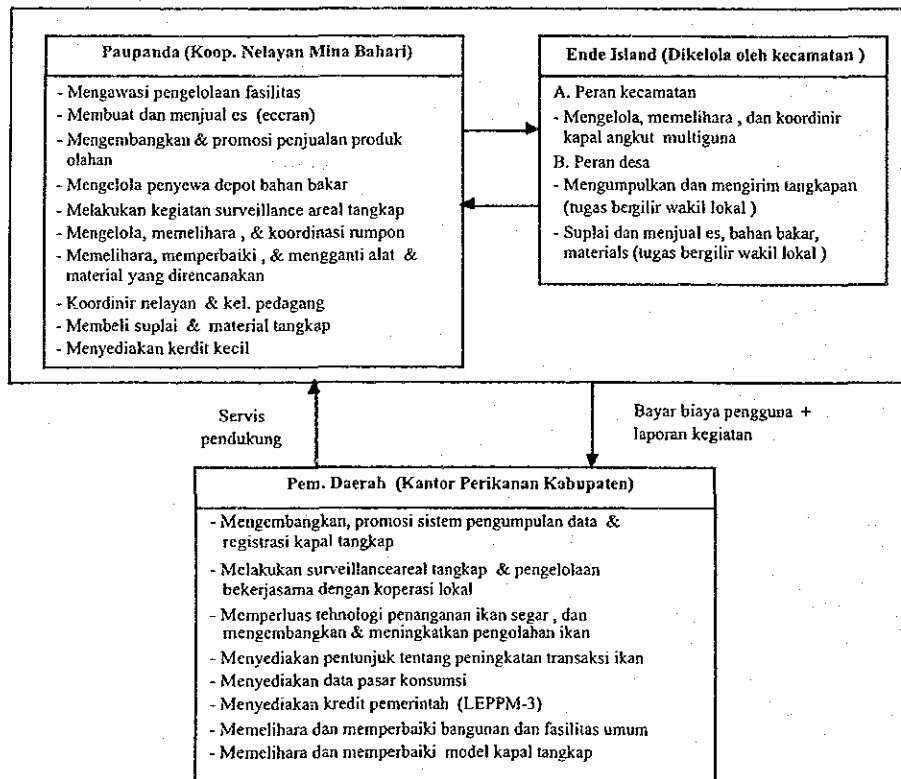 Paupanda (Koop. Nelayan Mina Bahari)
- Mengawasi pengelolaan fasilitas
- Membuat dan menjual es (eceran)
- Mengembangkan & promosi penjualan produk
olahan
- Mengelola penyewa depot bahan bakar
- Melakukan kegiatan surveillance areal tangkap
- Mengelola, memelihara , & koordinasi rumpon
- Memelihara, memperbaiki , & mengganti alat &
material yang direncanakan
- Koordinir nelayan & kel. pedagang
- Membeli suplai & material tangkap
- Menyediakan kerdit kecil
Ende Island (Dikelola oleh kecamatan )
A. Peran kecamatan
- Mengelola, memelihara , dan koordinir
kapal angkut multiguna
B. Peran desa
- Mengumpulkan dan mengirim tangkapan
(tugas bergilir wakil lokal )
- Suplai dan menjual es, bahan bakar,
materials (tugas bergilir wakil lokal )
Servis
pendukung
Bayar biaya pengguna +
laporan kegiatan
Pem. Daerah (Kantor Perikanan Kabupaten)
- Mengembangkan, promosi sistem pengumpulan data &
registrasi kapal tangkap
- Melakukan surveillanceareal tangkap & pengelolaan
bekerjasama dengan koperasi lokal
- Memperluas tehnologi penanganan ikan segar , dan
mengembangkan & meningkatkan pengolahan ikan
- Menyediakan pentunjuk tentang peningkatan transaksi ikan
- Menyediakan data pasar konsumsi
- Menyediakan kredit pemerintah (LEPPM-3)
- Memelihara dan memperbaiki bangunan dan fasilitas umum
- Memelihara dan memperbaiki model kapal tangkap